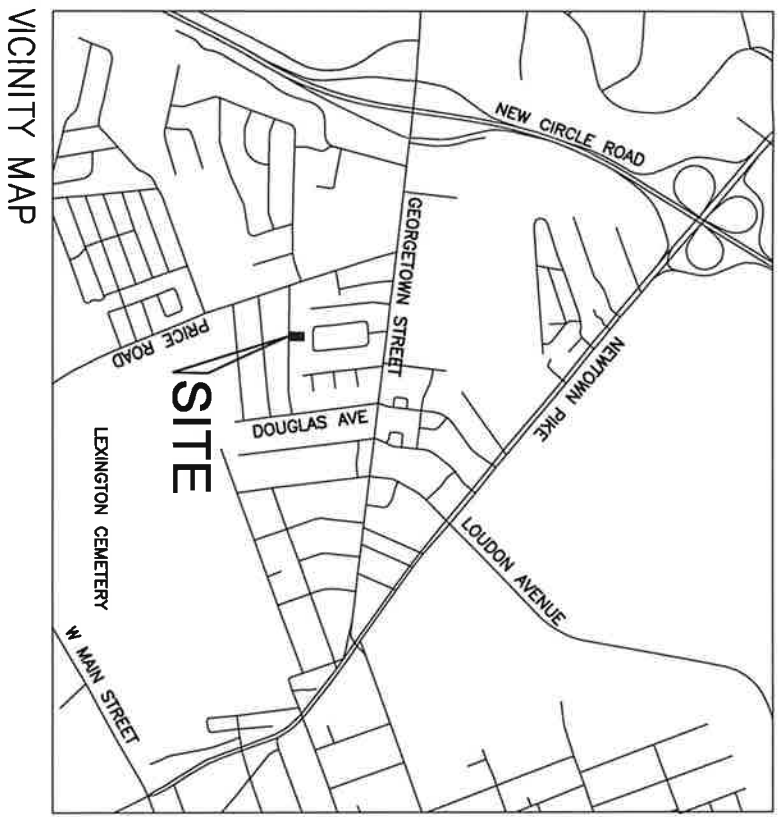 VICINITY MAP
NEW CIRCLE ROAD
GEORGETOWN STREET
NEWTOWN PIKE
PRICE ROAD
SITE
DOUGLAS AVE
LOUDON AVENUE
LEXINGTON CEMETERY
W MAIN STREET